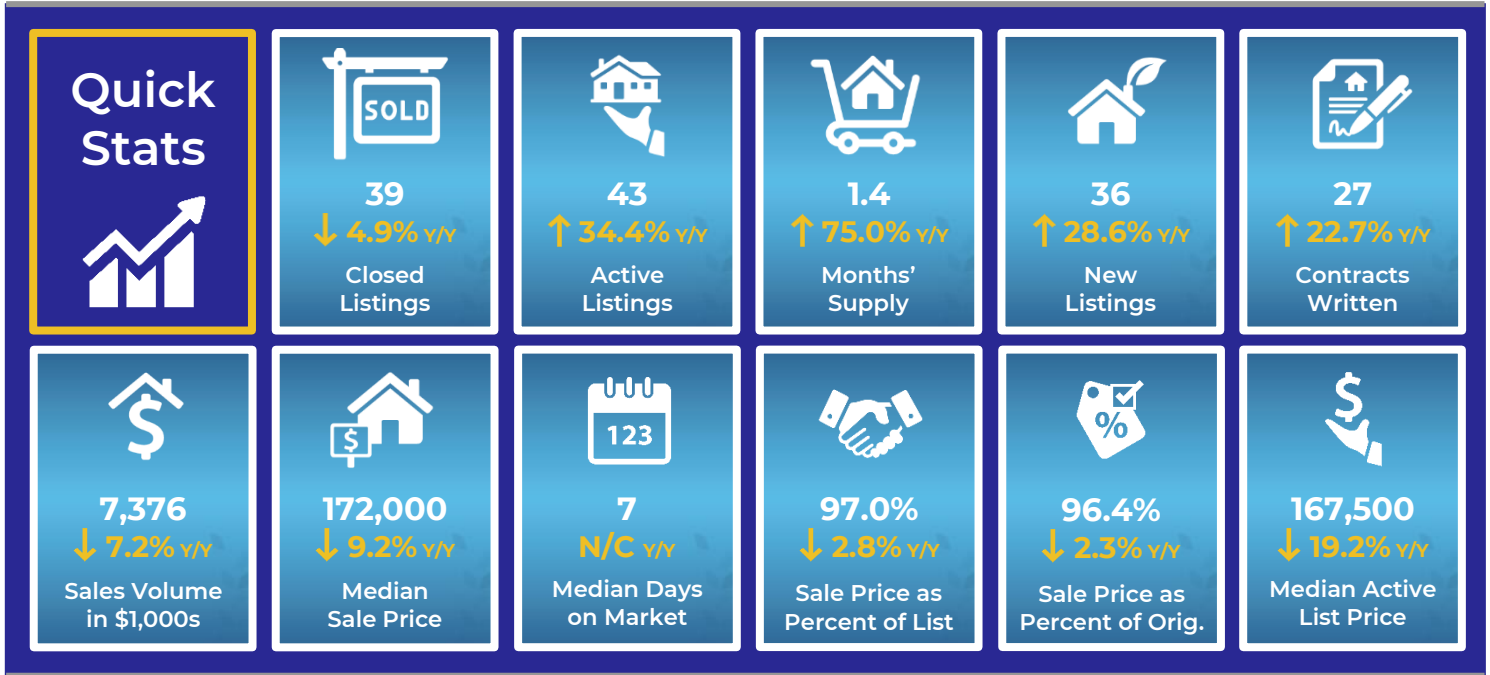 Quick
Stats
SOLD
39
↓ 4.9% Y/Y
Closed
Listings
43
↑ 34.4% Y/Y
Active
Listings
1.4
↑ 75.0% Y/Y
Months’
Supply
36
↑ 28.6% Y/Y
New
Listings
27
↑ 22.7% Y/Y
Contracts
Written
$
7,376
↓ 7.2% Y/Y
Sales Volume
in $1,000s
$
172,000
↓ 9.2% Y/Y
Median
Sale Price
123
7
N/C Y/Y
Median Days
on Market
97.0%
↓ 2.8% Y/Y
Sale Price as
Percent of List
%
96.4%
↓ 2.3% Y/Y
Sale Price as
Percent of Orig.
$
167,500
↓ 19.2% Y/Y
Median Active
List Price